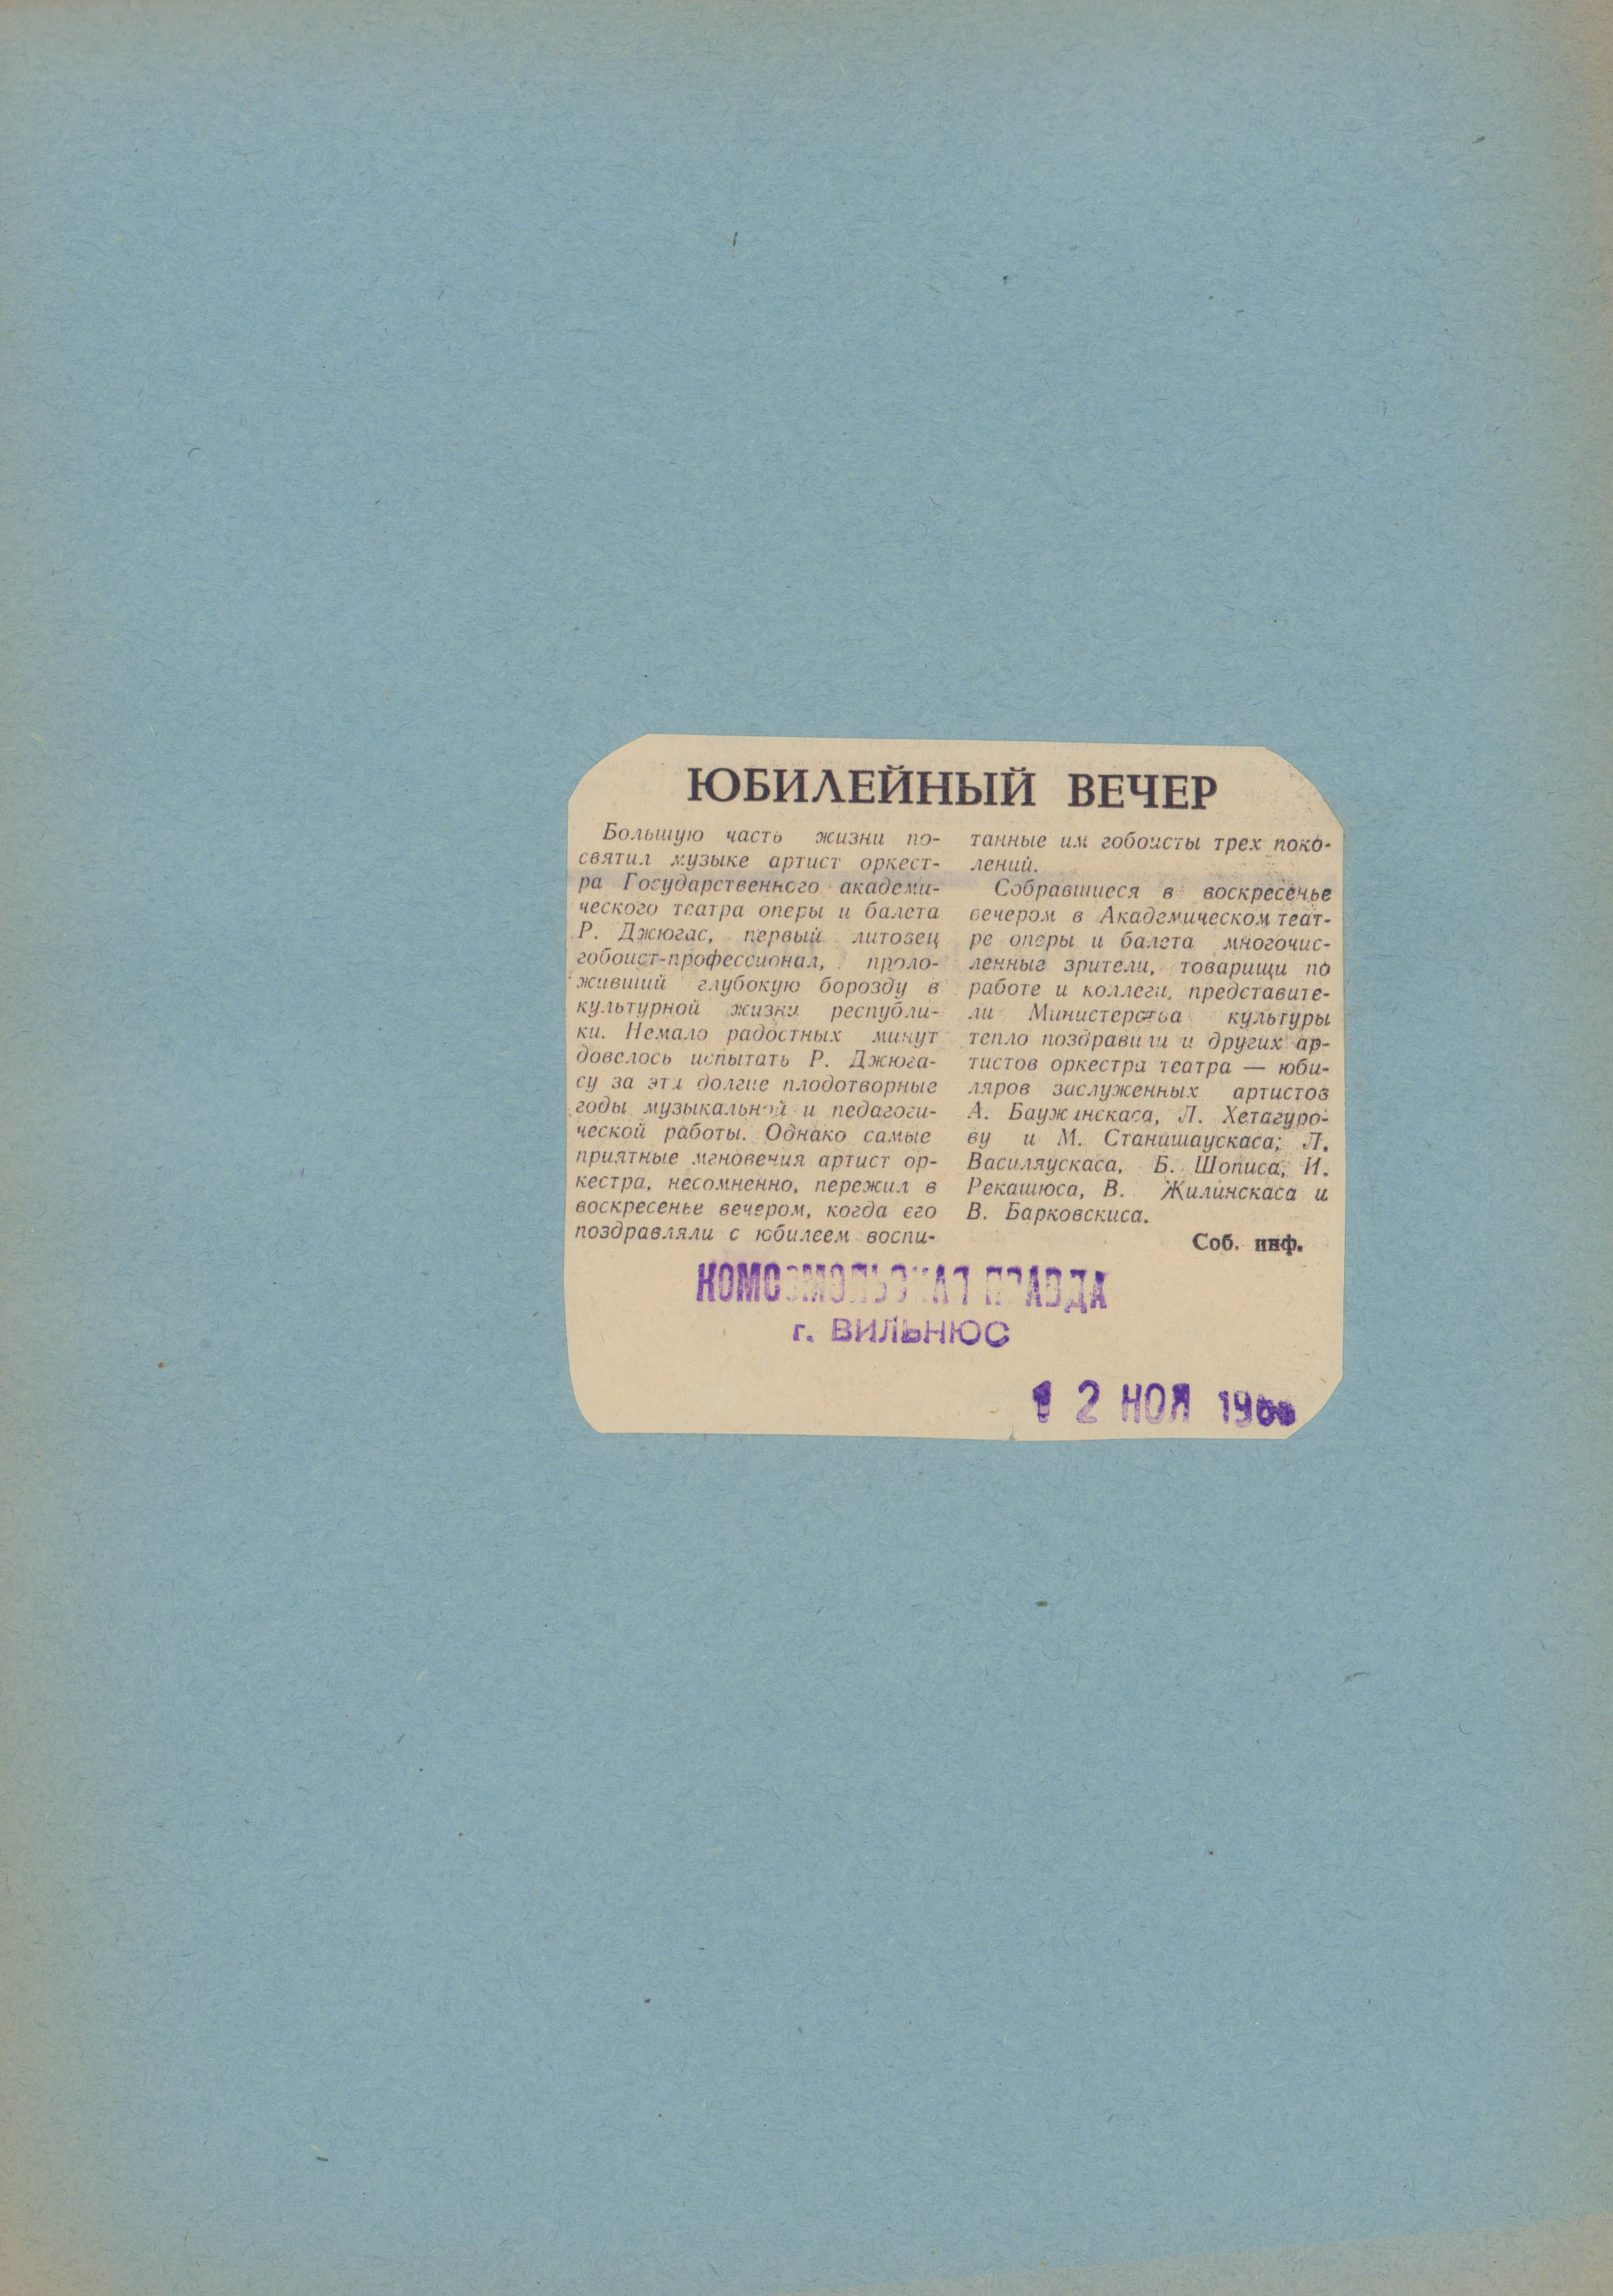 ЮБИЛЕЙНЫЙ ВЕЧЕР
Большую часть жизни по-
святил музыке артист оркест-
ра Государственного академи-
ческого театра оперы и балета
Р. Джюгас, первый литовец
гобоист-профессионал, проло-
живший глубокую борозду в
культурной жизни республи-
ки. Немало радостных минут
довелось испытать Р. Джюга-
су за эти долгие плодотворные
годы музыкальной и педагоги-
ческой работы. Однако самые
приятные мгновения артист ор-
кестра, несомненно, пережил в
воскресенье вечером, когда его
поздравляли с юбилеем воспи-
танные им гобоисты трех поко-
лений.
Собравшиеся в воскресенье
вечером в Академическом теат-
ре оперы и балета многочис-
ленные зрители, товарищи по
работе и коллеги, представите-
ли Министерства культуры
тепло поздравили и других ар-
тистов оркестра театра — юби-
ляров заслуженных артистов
А. Баужинскаса, Л. Хетагуро-
ву и М. Станишаускаса; Л.
Василяускаса, Б. Шописа, И.
Рекашюса, В. Жилинскаса и
В. Барковскиса.
Соб. инф.
КОМСОМОЛЬСКАЯ ПРАВДА
г. ВИЛЬНЮС
12 НОЯ